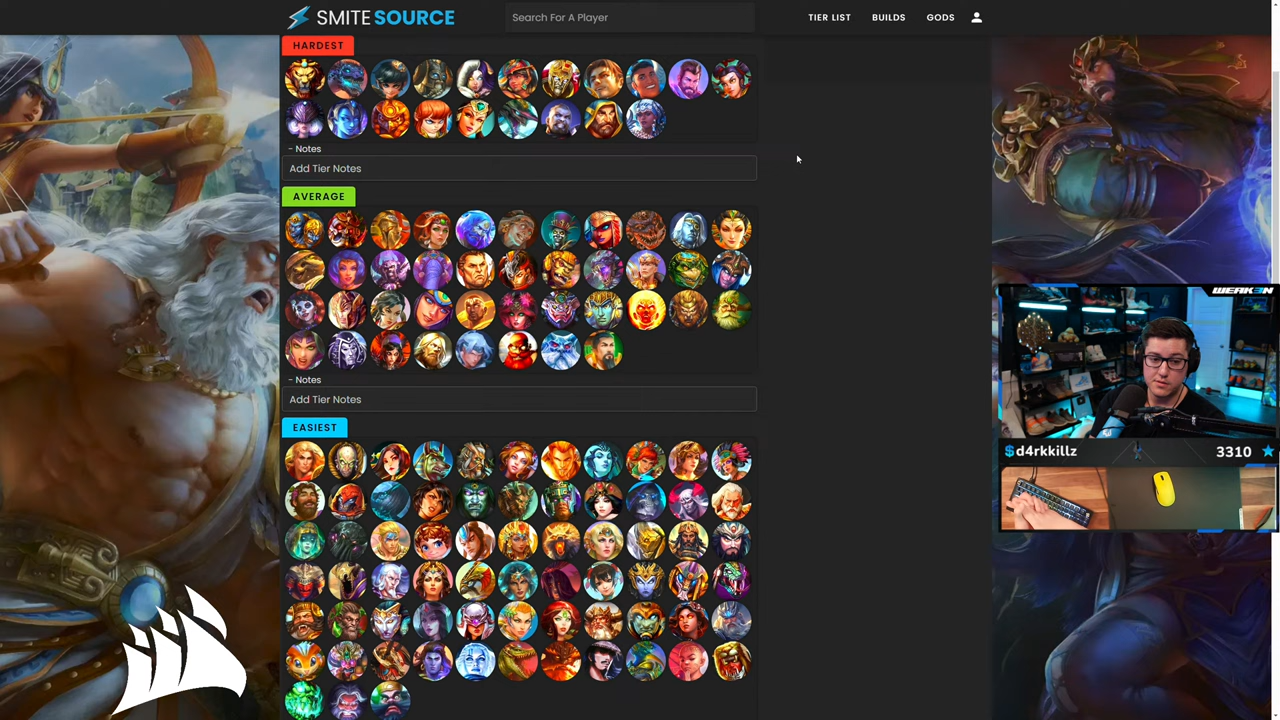 SMITE SOURCE
Search For A Player
TIER LIST
BUILDS
GODS
HARDEST
- Notes
Add Tier Notes
AVERAGE
- Notes
Add Tier Notes
EASIEST
WEAK3N
$d4rkkillz
3310